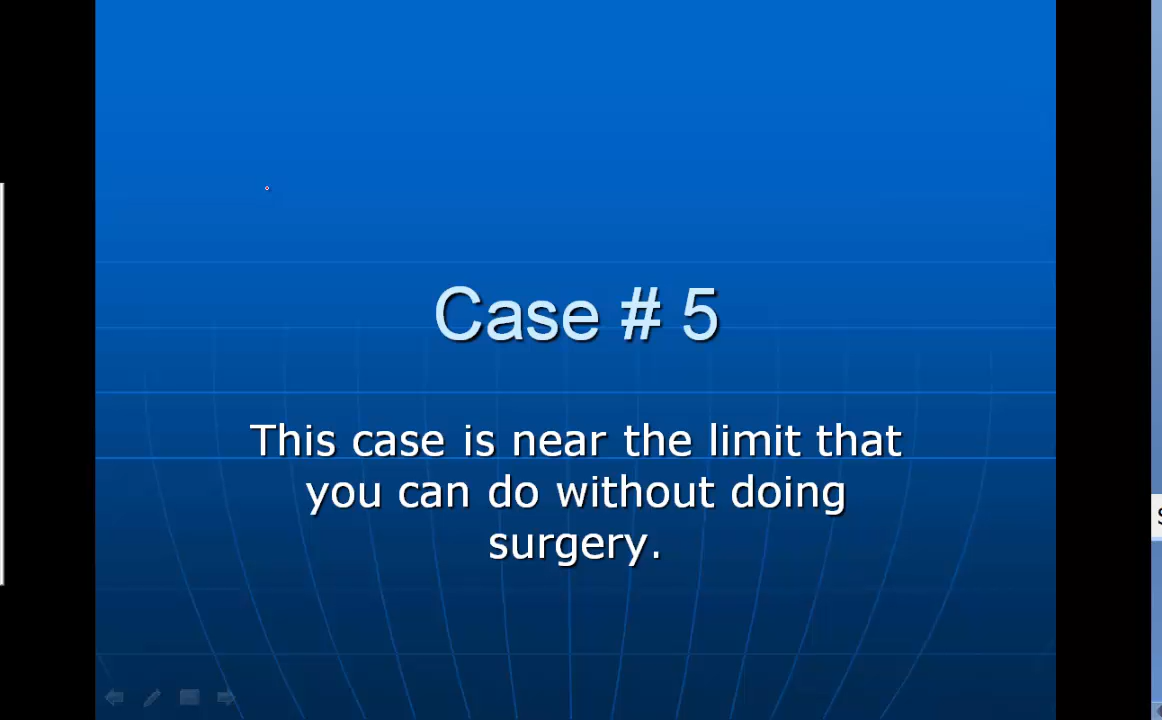 Case # 5
This case is near the limit that
you can do without doing
surgery.